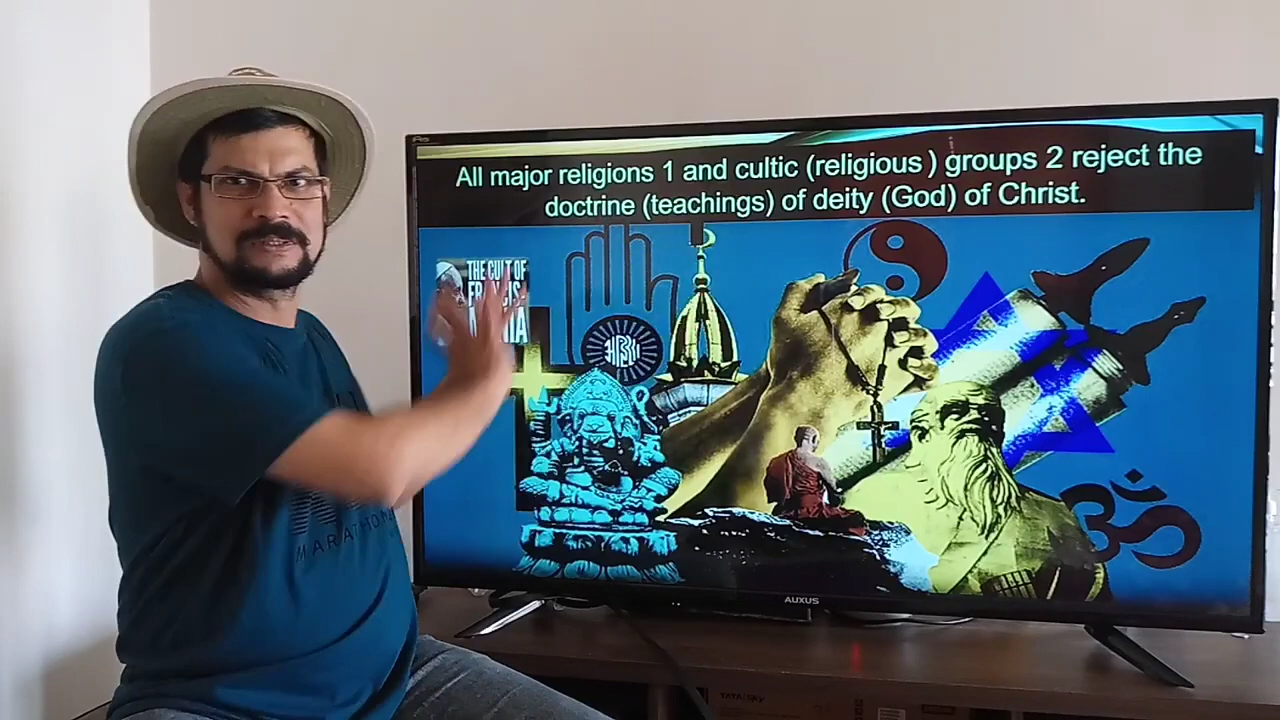 All major religions 1 and cultic (religious ) groups 2 reject the
doctrine (teachings) of deity (God) of Christ.
THE CULT OF
AUXUS